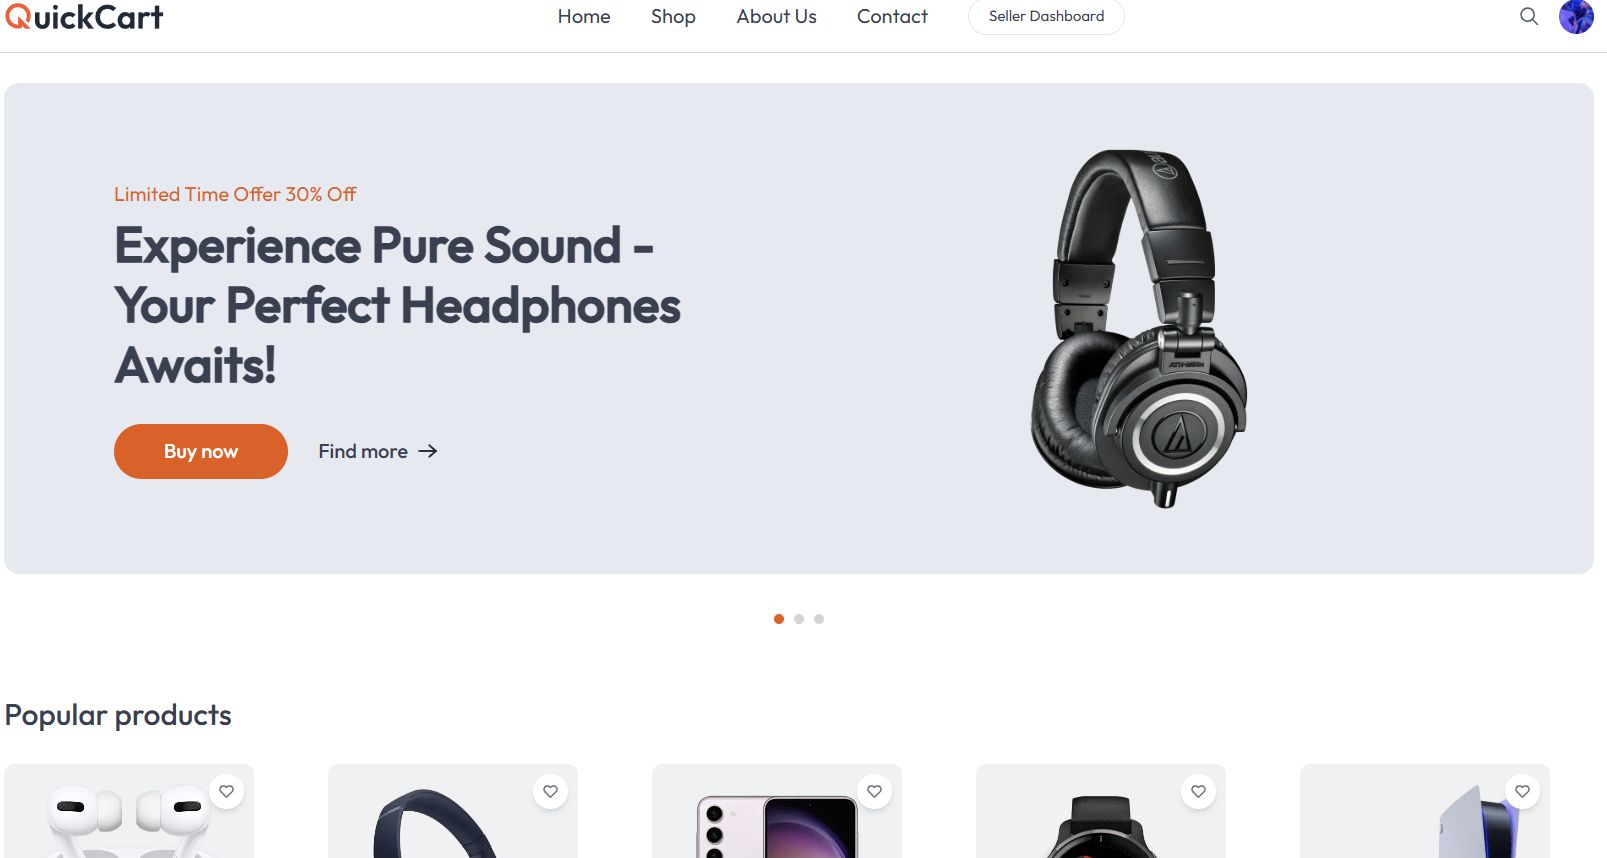 QuickCart
Home
Shop
About Us
Contact
Seller Dashboard
Limited Time Offer 30% Off
Experience Pure Sound -
Your Perfect Headphones
Awaits!
Buy now
Find more
Popular products